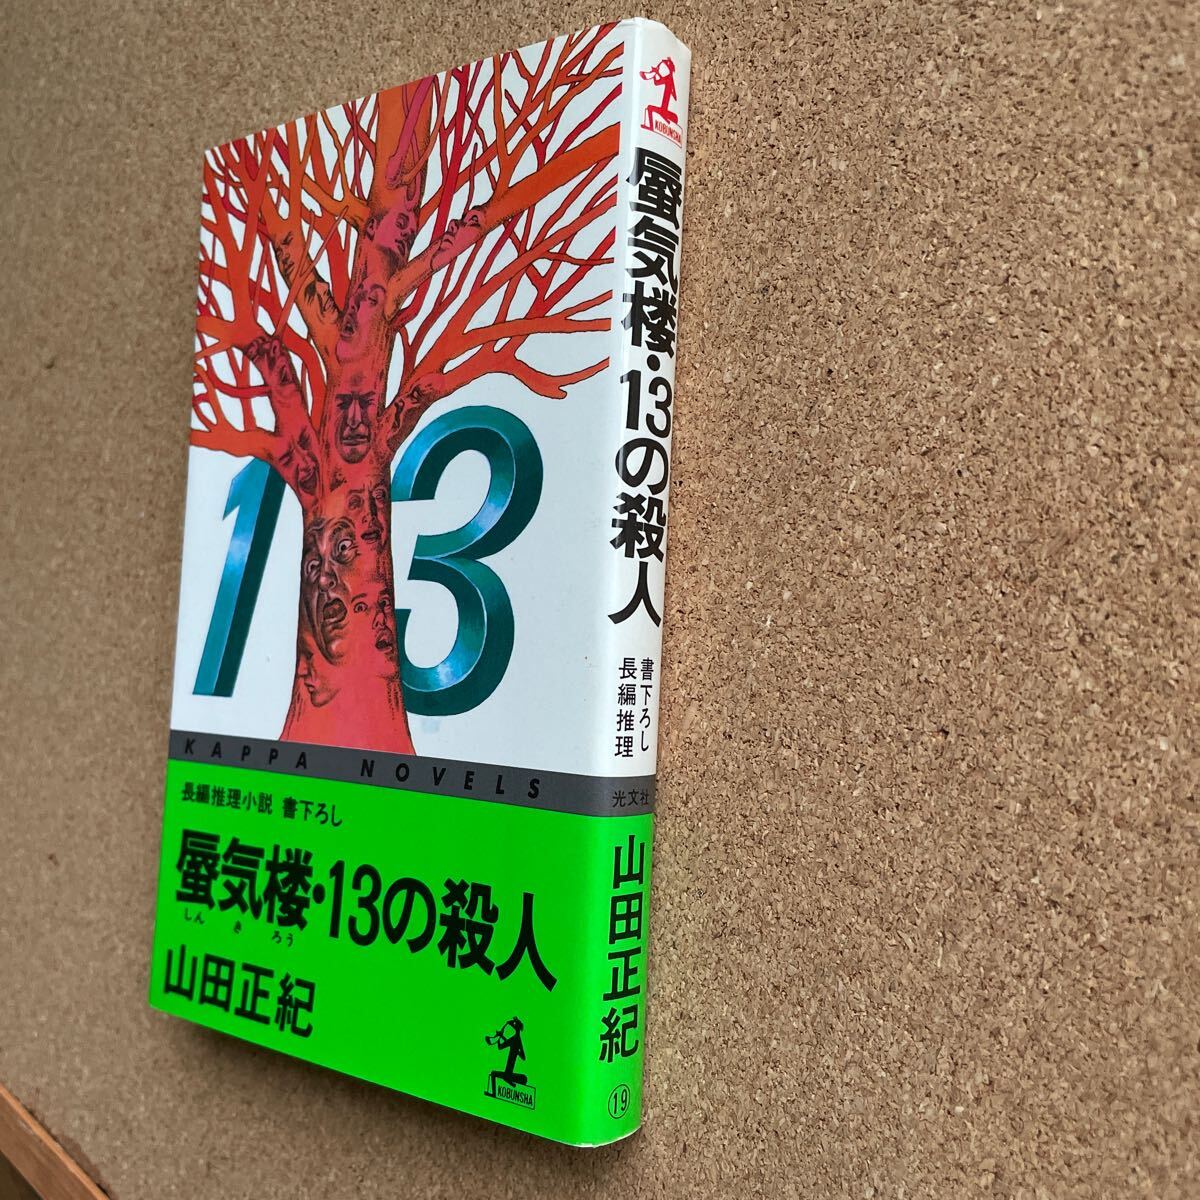 13
KAPPA NOVELS
長編推理小説 書下ろし
蜃気楼・13の殺人
しん き ろう
山田正紀
KOBUNSHA
KOBUNSHA
蜃気楼・13の殺人
書下ろし
長編推理
光文社
山田正紀
⑲